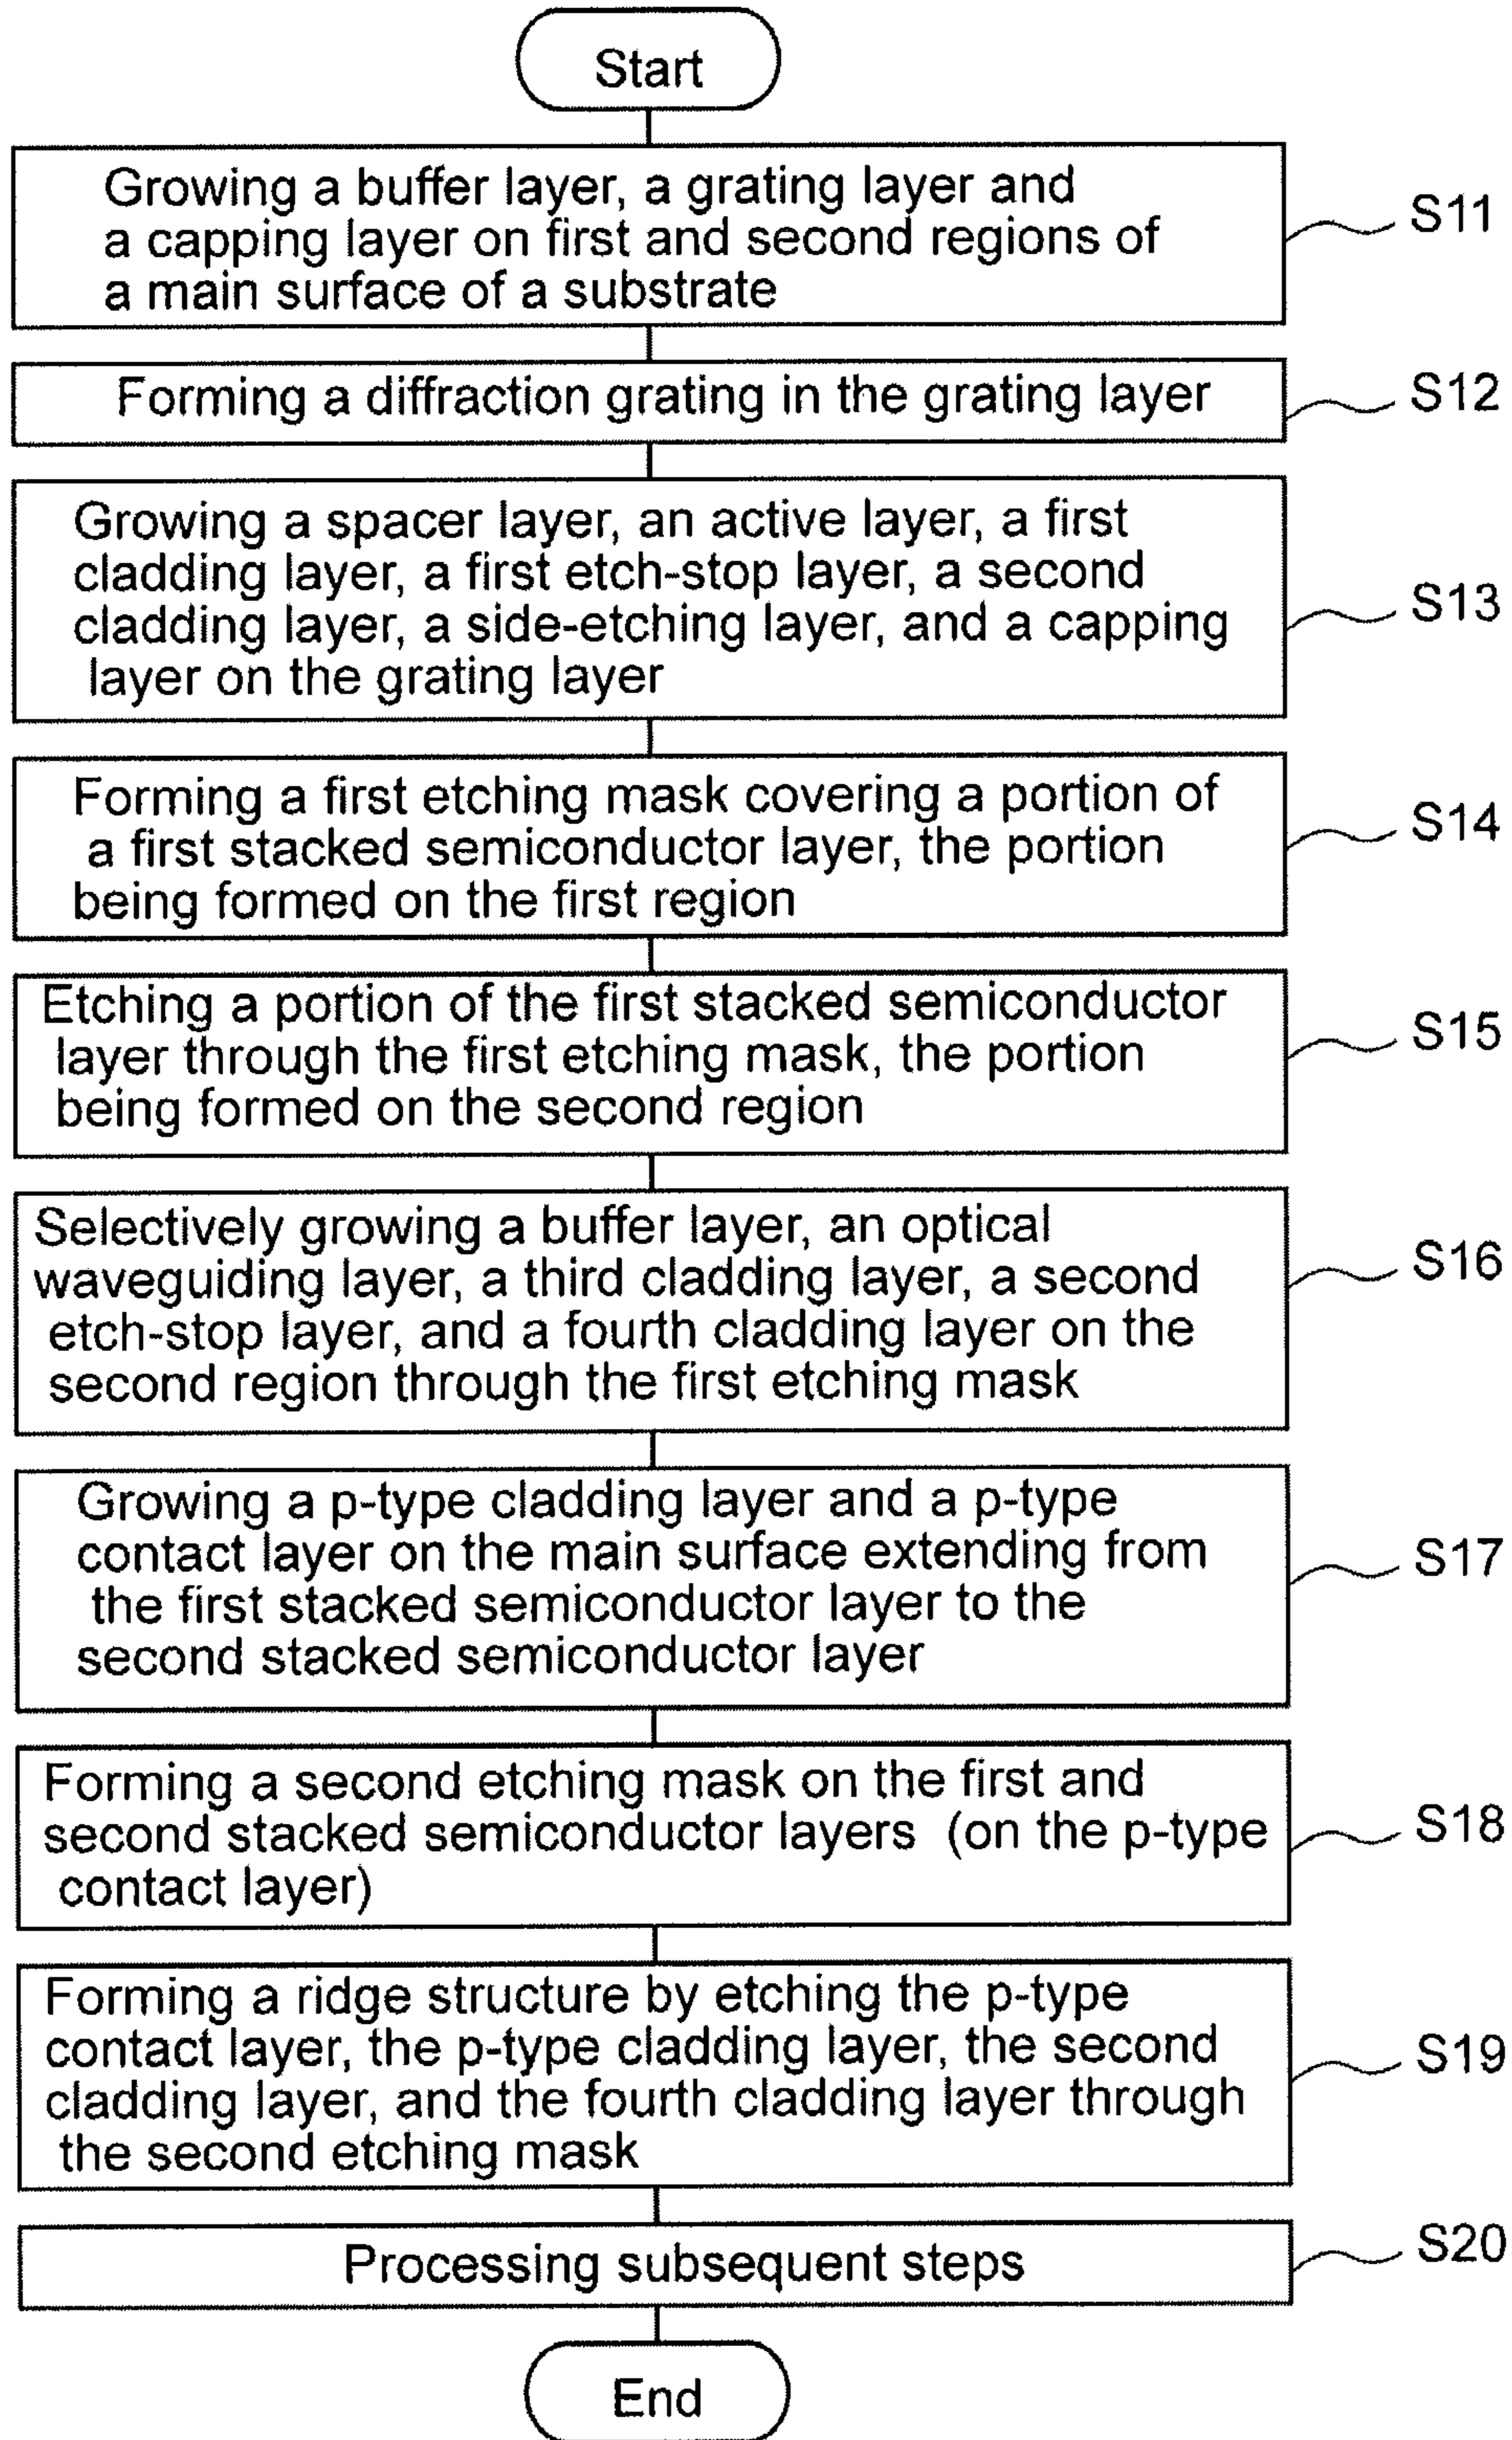 Start
Growing a buffer layer, a grating layer and
a capping layer on first and second regions of
a main surface of a substrate
S11
Forming a diffraction grating in the grating layer
S12
Growing a spacer layer, an active layer, a first
cladding layer, a first etch-stop layer, a second
cladding layer, a side-etching layer, and a capping
layer on the grating layer
S13
Forming a first etching mask covering a portion of
a first stacked semiconductor layer, the portion
being formed on the first region
S14
Etching a portion of the first stacked semiconductor
layer through the first etching mask, the portion
being formed on the second region
S15
Selectively growing a buffer layer, an optical
waveguiding layer, a third cladding layer, a second
etch-stop layer, and a fourth cladding layer on the
second region through the first etching mask
S16
Growing a p-type cladding layer and a p-type
contact layer on the main surface extending from
the first stacked semiconductor layer to the
second stacked semiconductor layer
S17
Forming a second etching mask on the first and
second stacked semiconductor layers (on the p-type
contact layer)
S18
Forming a ridge structure by etching the p-type
contact layer, the p-type cladding layer, the second
cladding layer, and the fourth cladding layer through
the second etching mask
S19
Processing subsequent steps
S20
End